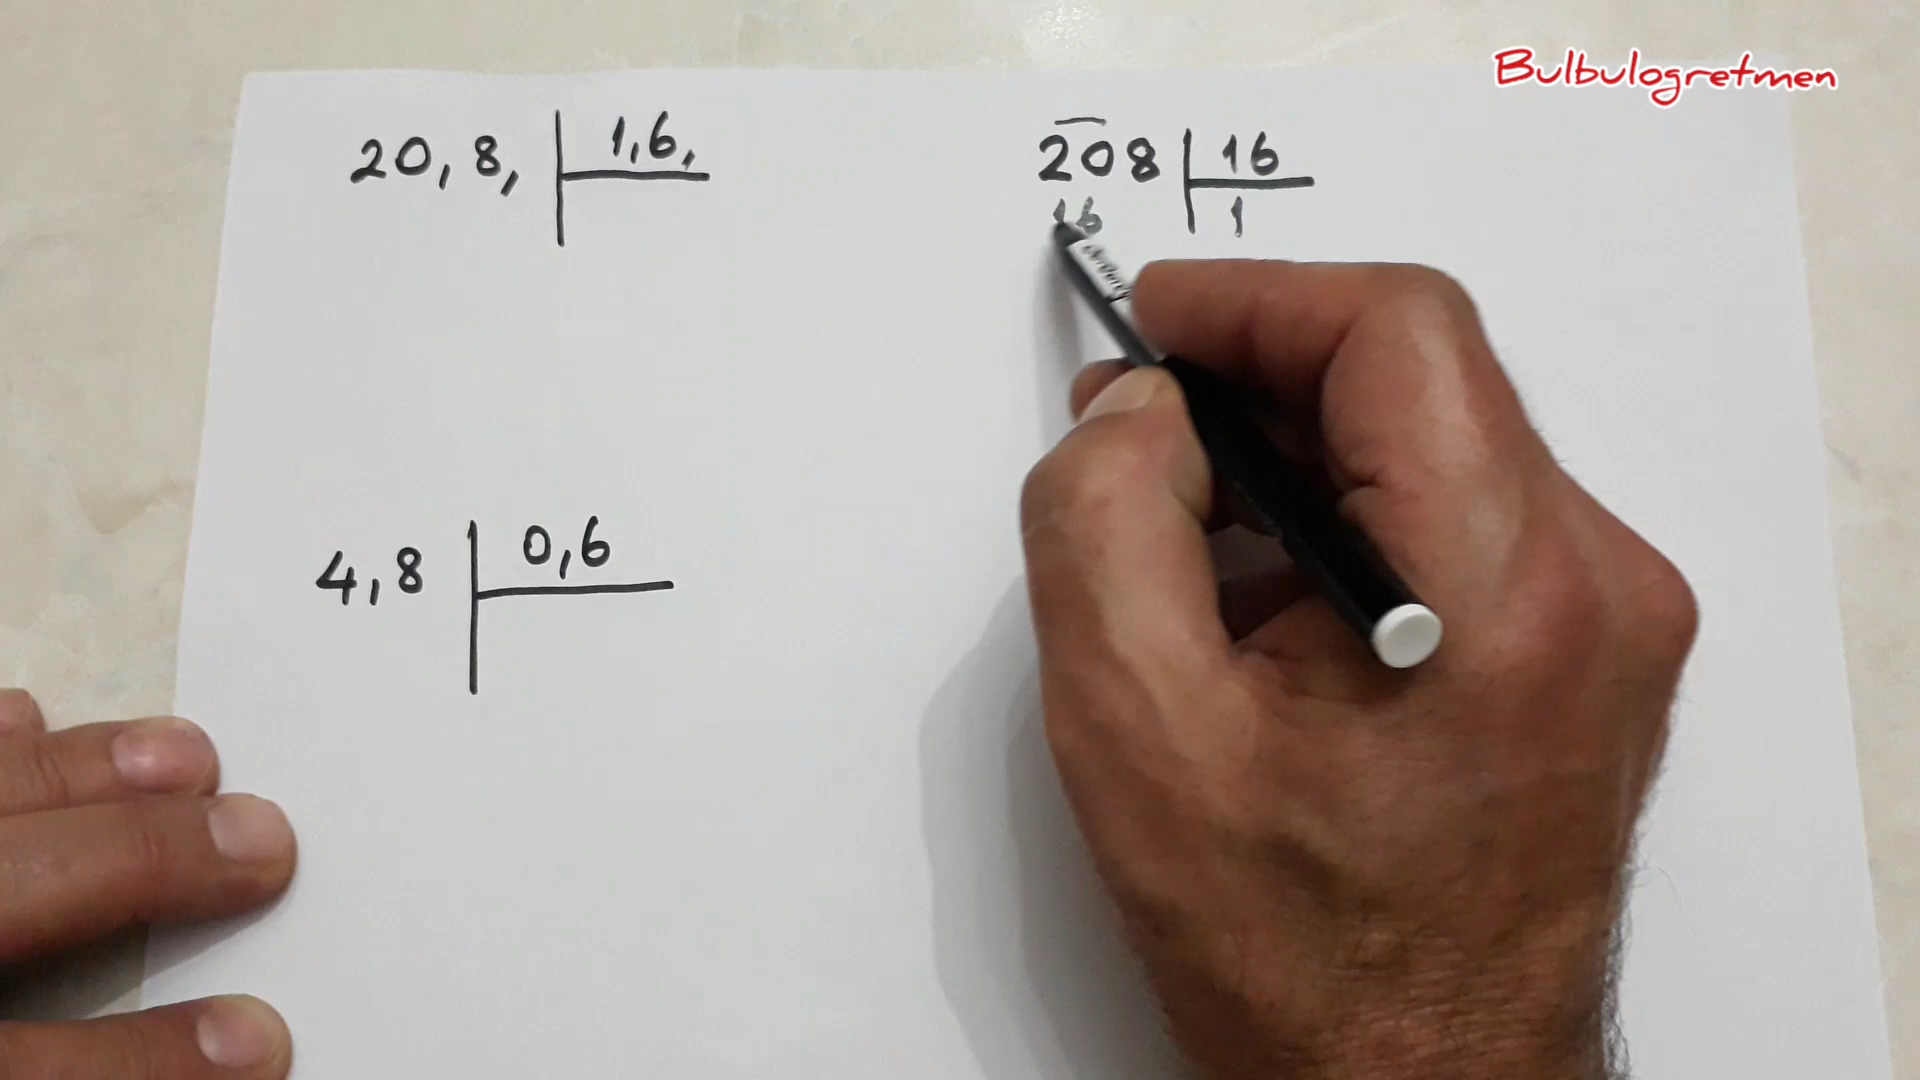 Bulbulogretmen
20,8, 1,6,
208 16
16 1
4,8 0,6